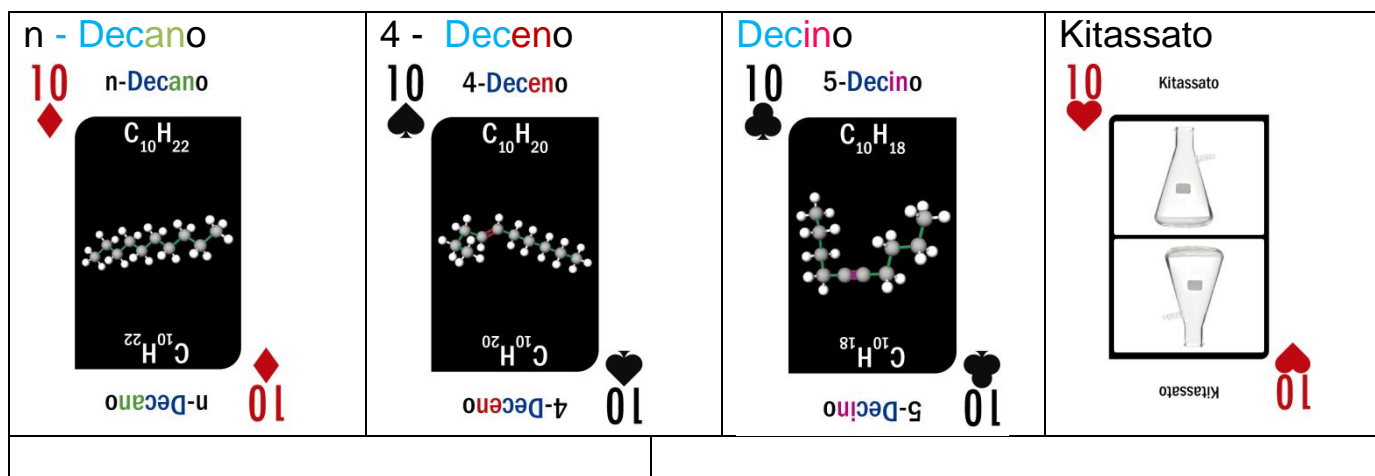 n - Decano
10
n-Decano
C10H22
C10H22
n-Decano
10
4 - Deceno
10
4-Deceno
C10H20
C10H20
4-Deceno
10
Decino
10
5-Decino
C10H18
C10H18
5-Decino
10
Kitassato
10
Kitassato
Kitassato
10